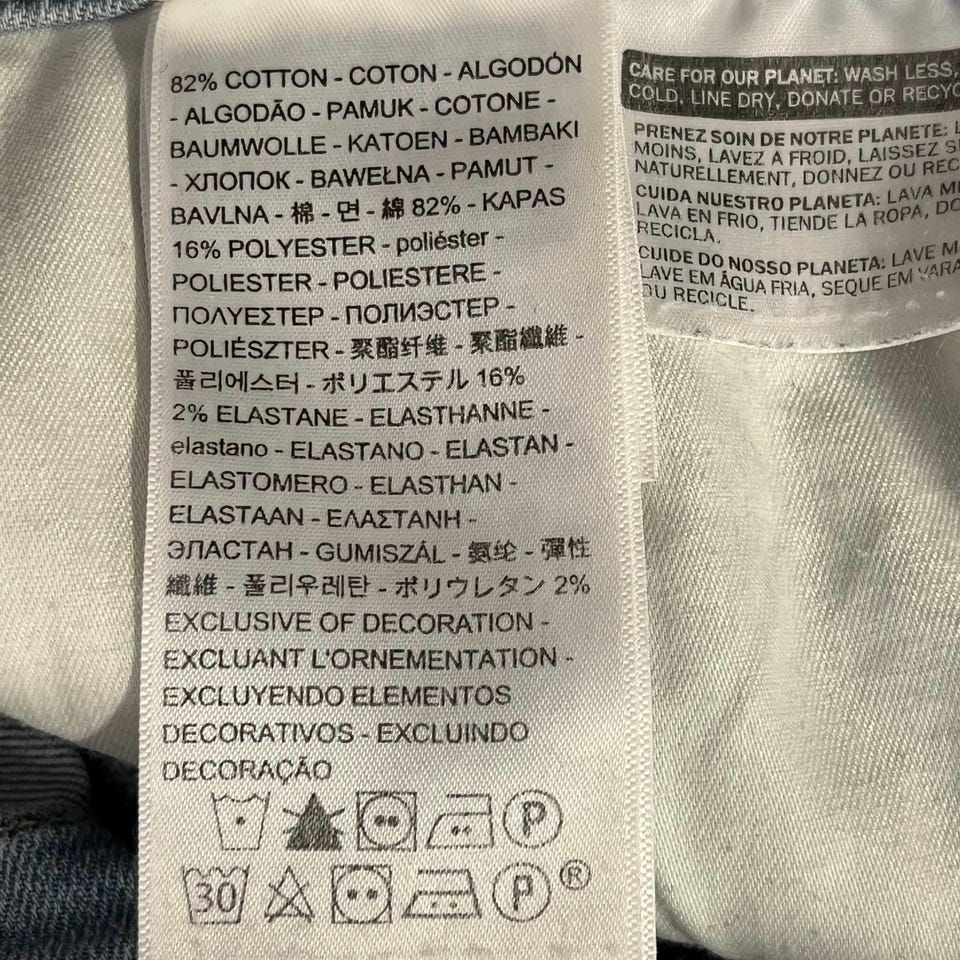 82% COTTON - COTON - ALGODÓN
- ALGODÃO - PAMUK - COTONE -
BAUMWOLLE - KATOEN - BAMBAKI
- ХЛОПОК - BAWEŁNA - PAMUT -
BAVLNA - 棉 - 면 - 綿 82% - KAPAS
16% POLYESTER - poliéster -
POLIESTER - POLIESTERE -
ΠΟΛΥΕΣΤΕΡ - ПОЛИЭСТЕР -
POLIÉSZTER - 聚酯纤维 - 聚酯纖維 -
폴리에스터 - ポリエステル 16%
2% ELASTANE - ELASTHANNE -
elastano - ELASTANO - ELASTAN -
ELASTOMERO - ELASTHAN -
ELASTAAN - ΕΛΑΣΤΑΝΗ -
ЭЛАСТАН - GUMISZÁL - 氨纶 - 彈性
纖維 - 폴리우레탄 - ポリウレタン 2%
EXCLUSIVE OF DECORATION -
EXCLUANT L'ORNEMENTATION -
EXCLUYENDO ELEMENTOS
DECORATIVOS - EXCLUINDO
DECORAÇÃO
P
30 P ®
CARE FOR OUR PLANET: WASH LESS,
COLD, LINE DRY, DONATE OR
PRENEZ SOIN DE NOTRE PLANETE:
MOINS, LAVEZ A FROID, LAISSEZ
NATURELLEMENT, DONNEZ OU
CUIDA NUESTRO PLANETA: LAVA
LAVA EN FRIO, TIENDE LA ROPA,
RECICLA.
CUIDE DO NOSSO PLANETA: LAVE
LAVE EM ÁGUA FRIA, SEQUE EM
OU RECICLE.